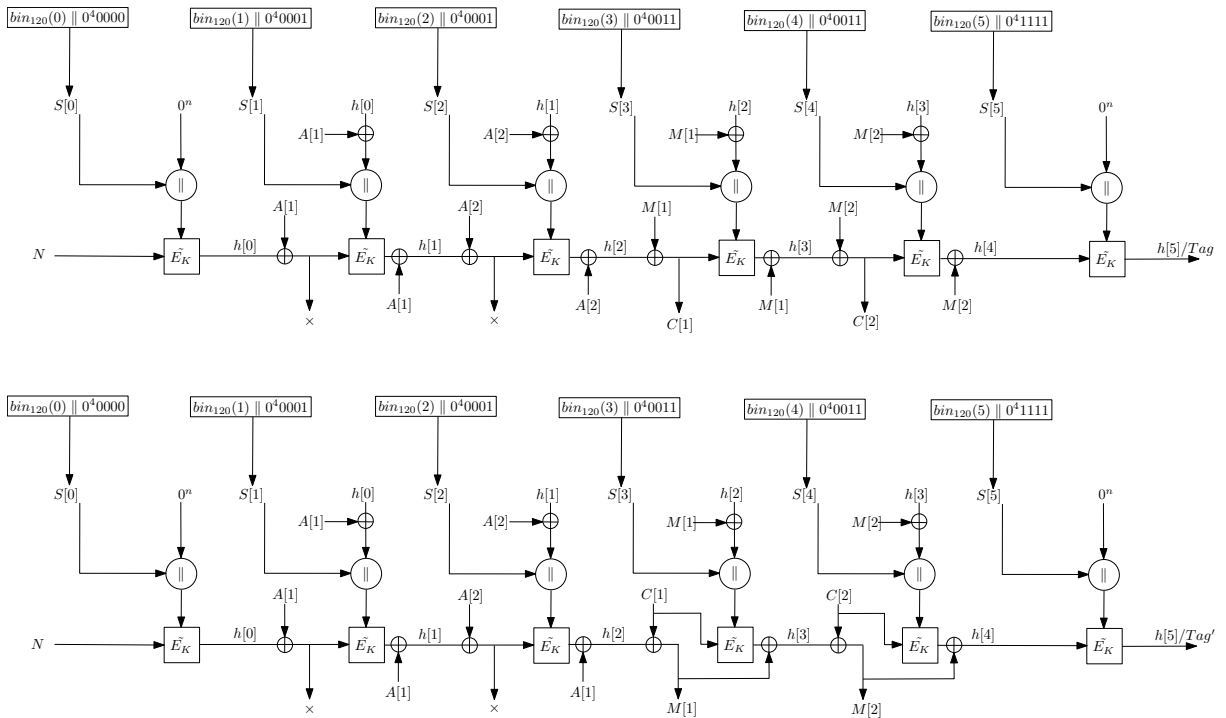 bin₁₂₀(0) ∥ 0⁴0000 bin₁₂₀(1) ∥ 0⁴0001 bin₁₂₀(2) ∥ 0⁴0001 bin₁₂₀(3) ∥ 0⁴0011 bin₁₂₀(4) ∥ 0⁴0011 bin₁₂₀(5) ∥ 0⁴1111
S[0] 0ⁿ S[1] h[0] S[2] h[1] S[3] h[2] S[4] h[3] S[5] 0ⁿ
A[1] A[2] M[1] M[2]
∥ ∥ ∥ ∥ ∥ ∥
A[1] A[2] M[1] M[2]
N Ẽ_K h[0] Ẽ_K h[1] Ẽ_K h[2] Ẽ_K h[3] Ẽ_K h[4] Ẽ_K h[5]/Tag
A[1] A[2] M[1] M[2]
× × C[1] C[2]
bin₁₂₀(0) ∥ 0⁴0000 bin₁₂₀(1) ∥ 0⁴0001 bin₁₂₀(2) ∥ 0⁴0001 bin₁₂₀(3) ∥ 0⁴0011 bin₁₂₀(4) ∥ 0⁴0011 bin₁₂₀(5) ∥ 0⁴1111
S[0] 0ⁿ S[1] h[0] S[2] h[1] S[3] h[2] S[4] h[3] S[5] 0ⁿ
A[1] A[2] M[1] M[2]
∥ ∥ ∥ ∥ ∥ ∥
A[1] A[2] C[1] C[2]
N Ẽ_K h[0] Ẽ_K h[1] Ẽ_K h[2] Ẽ_K h[3] Ẽ_K h[4] Ẽ_K h[5]/Tag′
A[1] A[1]
× × M[1] M[2]